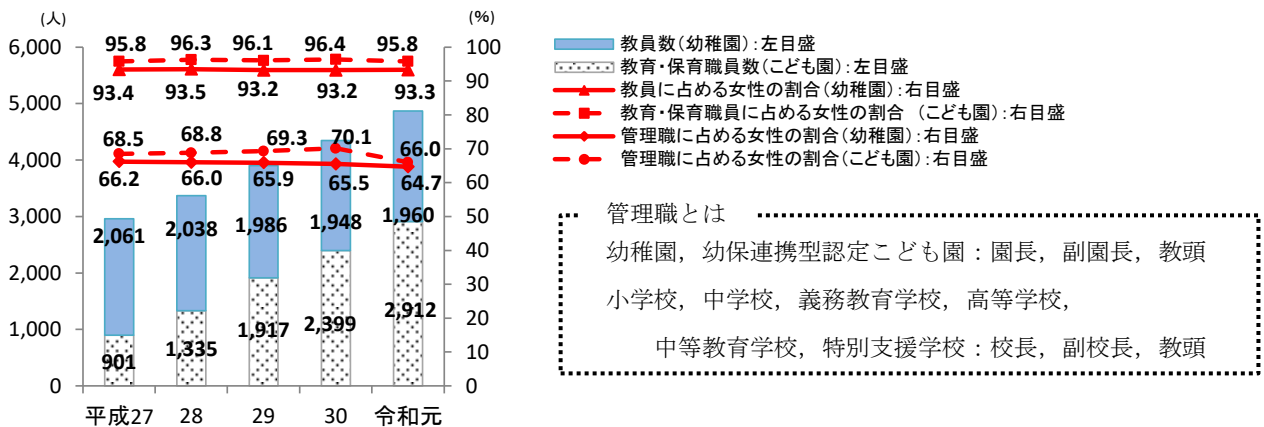 (人)
(%)
6,000
5,000
4,000
3,000
2,000
1,000
0
100
90
80
70
60
50
40
30
20
10
0
95.8 96.3 96.1 96.4 95.8
93.4 93.5 93.2 93.2 93.3
68.5 68.8 69.3 70.1 66.0
66.2 66.0 65.9 65.5 64.7
2,061 2,038 1,986 1,948 1,960
901 1,335 1,917 2,399 2,912
平成27 28 29 30 令和元
教員数(幼稚園):左目盛
教育・保育職員数(こども園):左目盛
教員に占める女性の割合(幼稚園):右目盛
教育・保育職員に占める女性の割合 (こども園):右目盛
管理職に占める女性の割合(幼稚園):右目盛
管理職に占める女性の割合(こども園):右目盛
管理職とは
幼稚園，幼保連携型認定こども園：園長，副園長，教頭
小学校，中学校，義務教育学校，高等学校，
中等教育学校，特別支援学校：校長，副校長，教頭